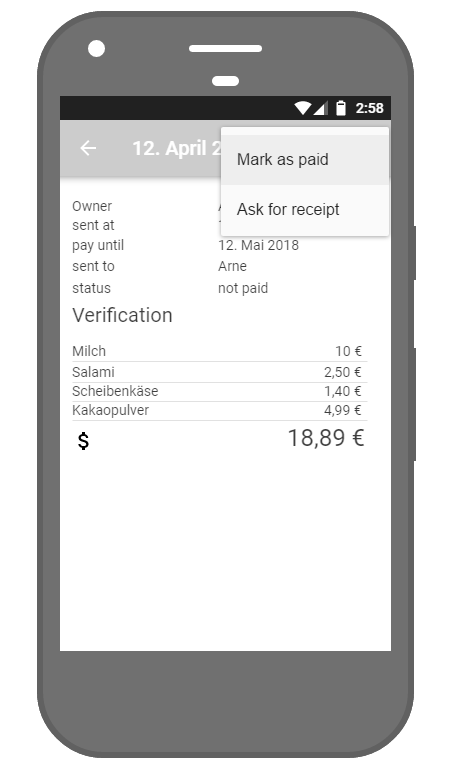 2:58
12. April 2
Mark as paid
Ask for receipt
Owner
sent at
pay until 12. Mai 2018
sent to Arne
status not paid
Verification
Milch 10 €
Salami 2,50 €
Scheibenkäse 1,40 €
Kakaopulver 4,99 €
$ 18,89 €